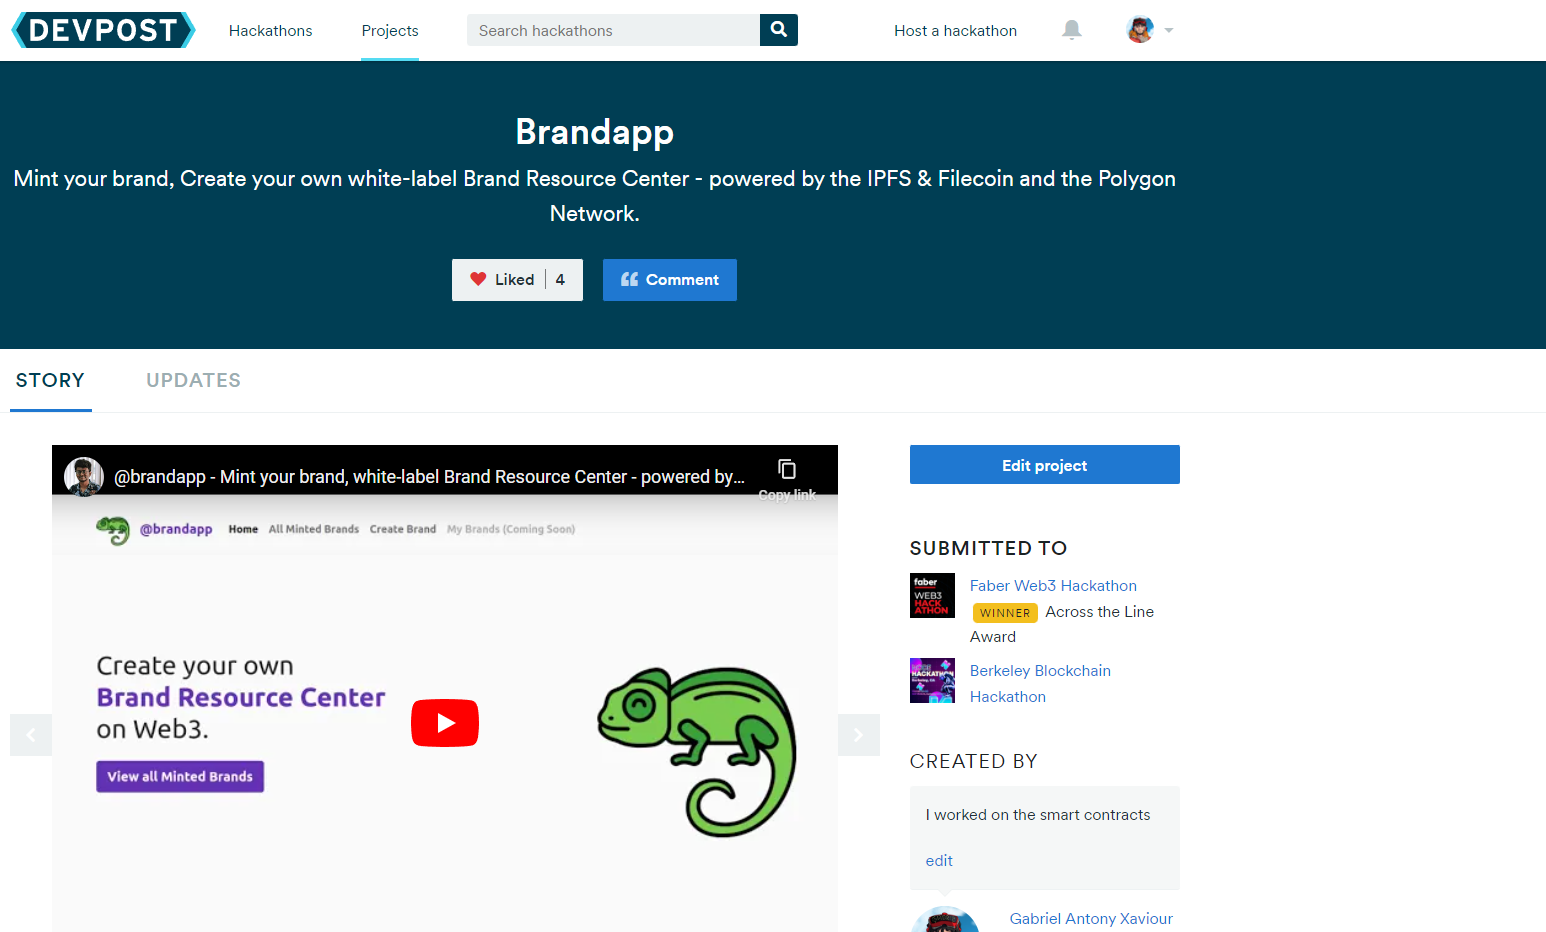 DEVPOST
Hackathons
Projects
Search hackathons
Host a hackathon
Brandapp
Mint your brand, Create your own white-label Brand Resource Center - powered by the IPFS & Filecoin and the Polygon
Network.
Liked 4
Comment
STORY
UPDATES
@brandapp - Mint your brand, white-label Brand Resource Center - powered by...
Copy link
@brandapp Home All Minted Brands Create Brand My Brands (Coming Soon)
Create your own
Brand Resource Center
on Web3.
View all Minted Brands
Edit project
SUBMITTED TO
faber
WEB3
HACK
ATHON
Faber Web3 Hackathon
WINNER Across the Line
Award
HACKATHON
Berkeley Blockchain
Hackathon
CREATED BY
I worked on the smart contracts
edit
Gabriel Antony Xaviour